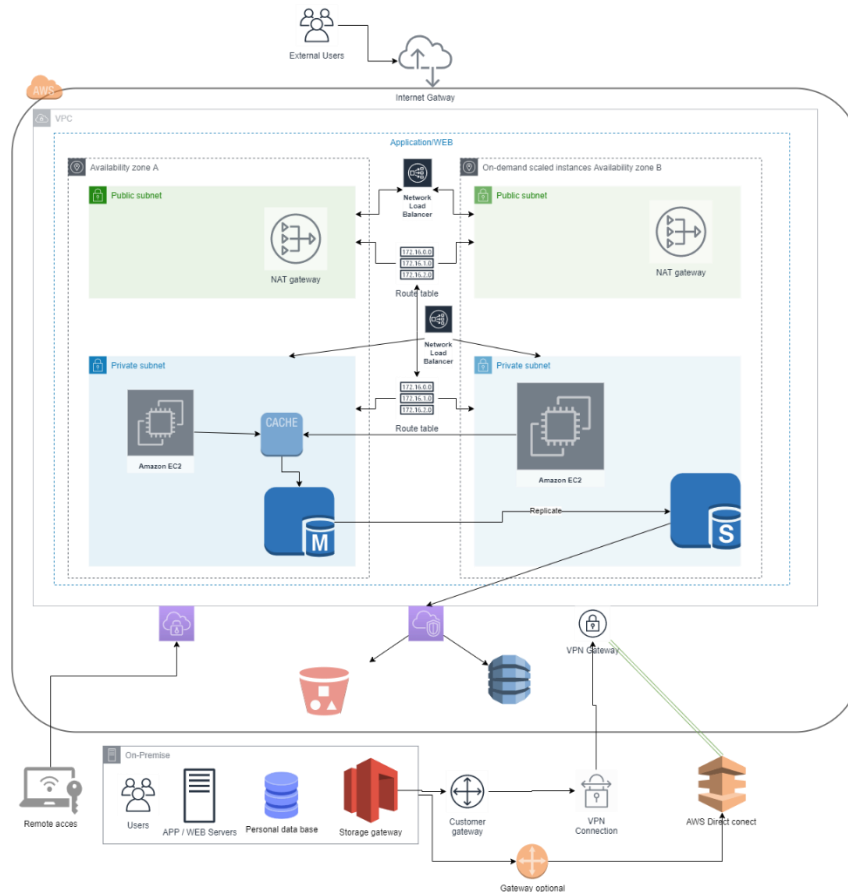 External Users
Internet Gatway
AWS
VPC
Application/WEB
Availability zone A
On-demand scaled instances Availability zone B
Public subnet
Network
Load
Balancer
Public subnet
NAT gateway
NAT gateway
172.16.0.0
172.16.1.0
172.16.2.0
Route table
Network
Load
Balancer
Private subnet
Private subnet
172.16.0.0
172.16.1.0
172.16.2.0
Route table
CACHE
Amazon EC2
Amazon EC2
M
Replicate
S
VPN Gateway
On-Premise
Remote acces
Users
APP / WEB Servers
Personal data base
Storage gateway
Customer
gateway
VPN
Connection
AWS Direct conect
Gateway optional